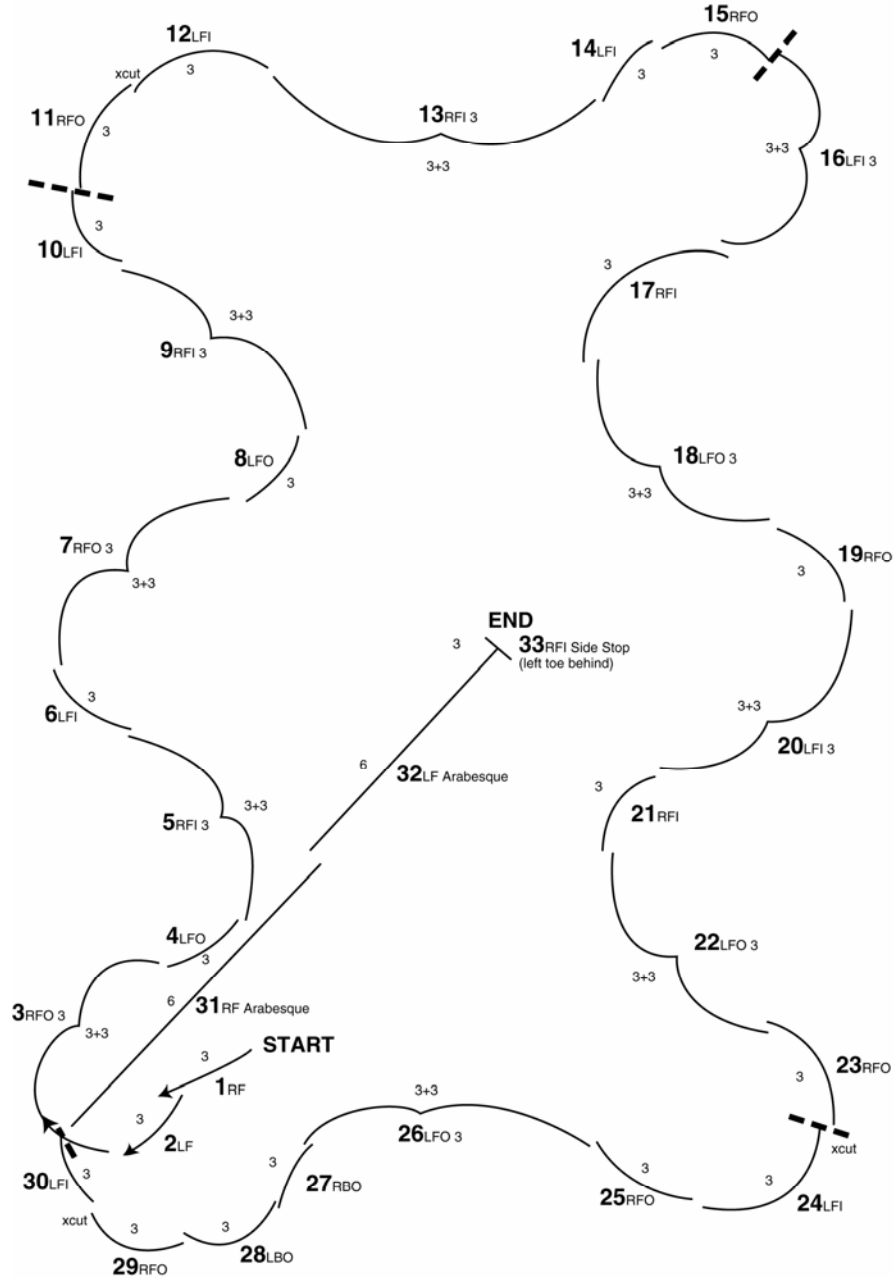 START
3
1RF
3
2LF
3RFO 3
3+3
4LFO
3
5RFI 3
3+3
6LFI
3
7RFO 3
3+3
8LFO
3
9RFI 3
3+3
10LFI
3
11RFO
3
xcut
12LFI
3
13RFI 3
3+3
14LFI
3
15RFO
3
16LFI 3
3+3
17RFI
3
18LFO 3
3+3
19RFO
3
20LFI 3
3+3
21RFI
3
22LFO 3
3+3
23RFO
3
xcut
24LFI
3
25RFO
3
26LFO 3
3+3
27RBO
3
28LBO
3
29RFO
3
xcut
30LFI
3
31RF Arabesque
6
32LF Arabesque
6
END
33RFI Side Stop
(left toe behind)
3